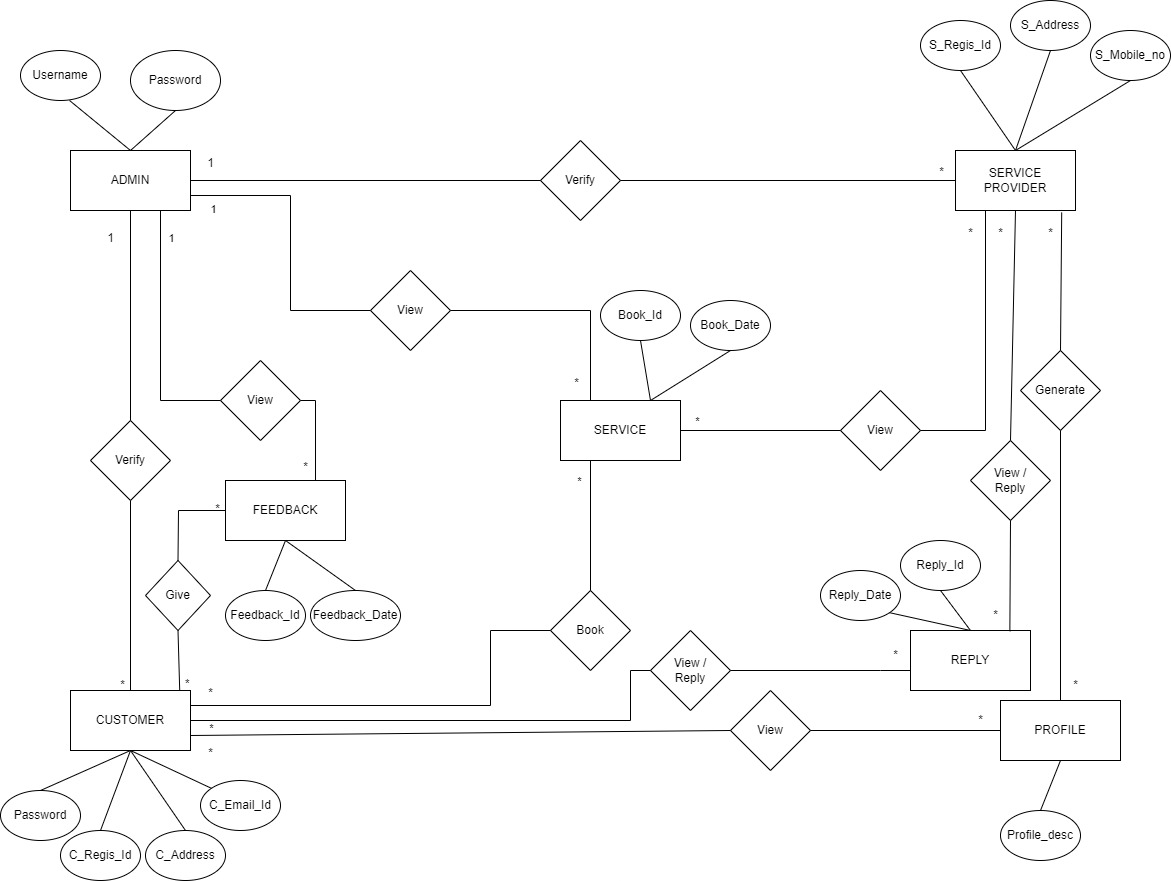 S_Address
S_Regis_Id
S_Mobile_no
Username
Password
1
*
ADMIN
Verify
SERVICE
PROVIDER
1
1
1
*
*
*
View
Book_Id
Book_Date
*
Generate
View
*
SERVICE
View
Verify
*
*
View /
Reply
*
FEEDBACK
Reply_Id
Give
Reply_Date
Feedback_Id
Feedback_Date
*
Book
*
REPLY
View /
Reply
*
*
*
*
CUSTOMER
*
*
View
PROFILE
*
C_Email_Id
Password
Profile_desc
C_Regis_Id
C_Address